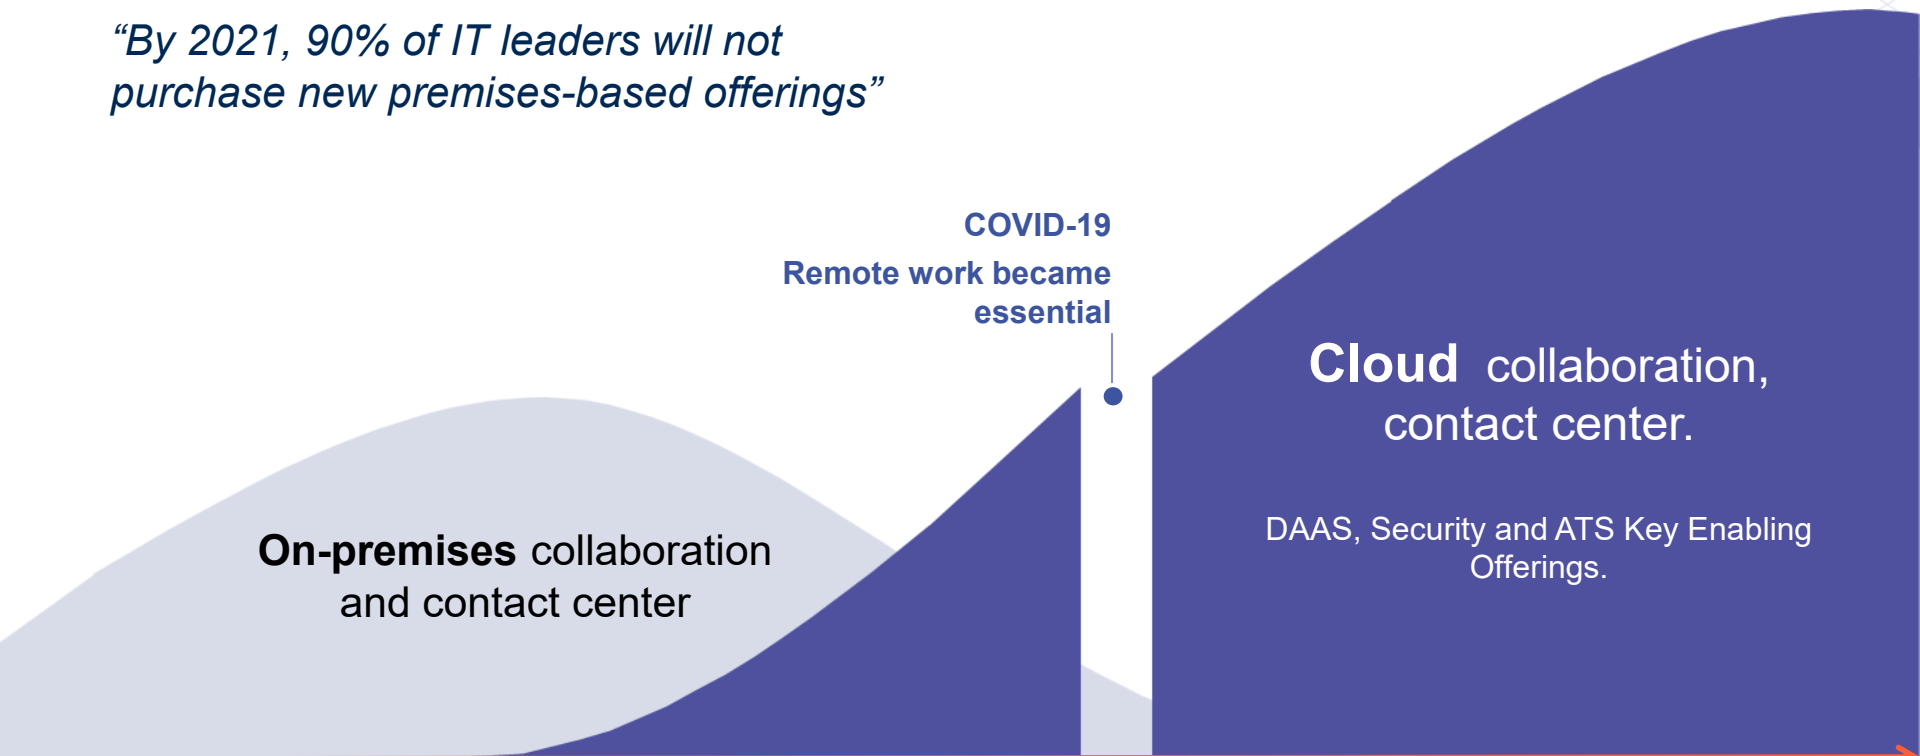 “By 2021, 90% of IT leaders will not
purchase new premises-based offerings”
COVID-19
Remote work became
essential
Cloud collaboration,
contact center.
DAAS, Security and ATS Key Enabling
Offerings.
On-premises collaboration
and contact center